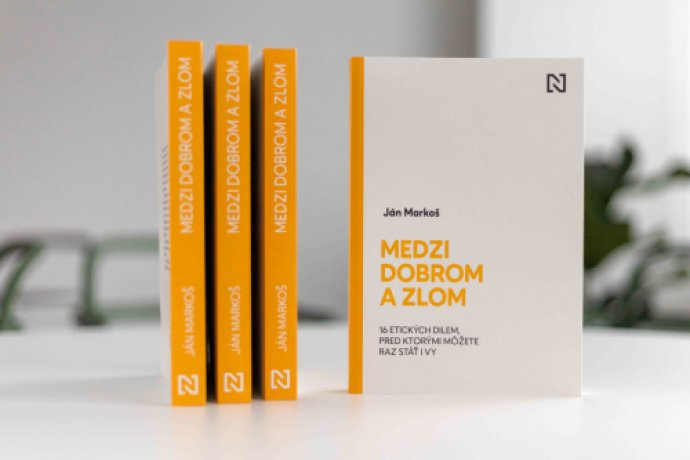 MEDZI DOBROM A ZLOM
JÁN MARKOŠ
MEDZI DOBROM A ZLOM
JÁN MARKOŠ
MEDZI DOBROM A ZLOM
JÁN MARKOŠ
N
Ján Markoš
MEDZI
DOBROM
A ZLOM
16 ETICKÝCH DILEM,
PRED KTORÝMI MÔŽETE
RAZ STÁŤ I VY